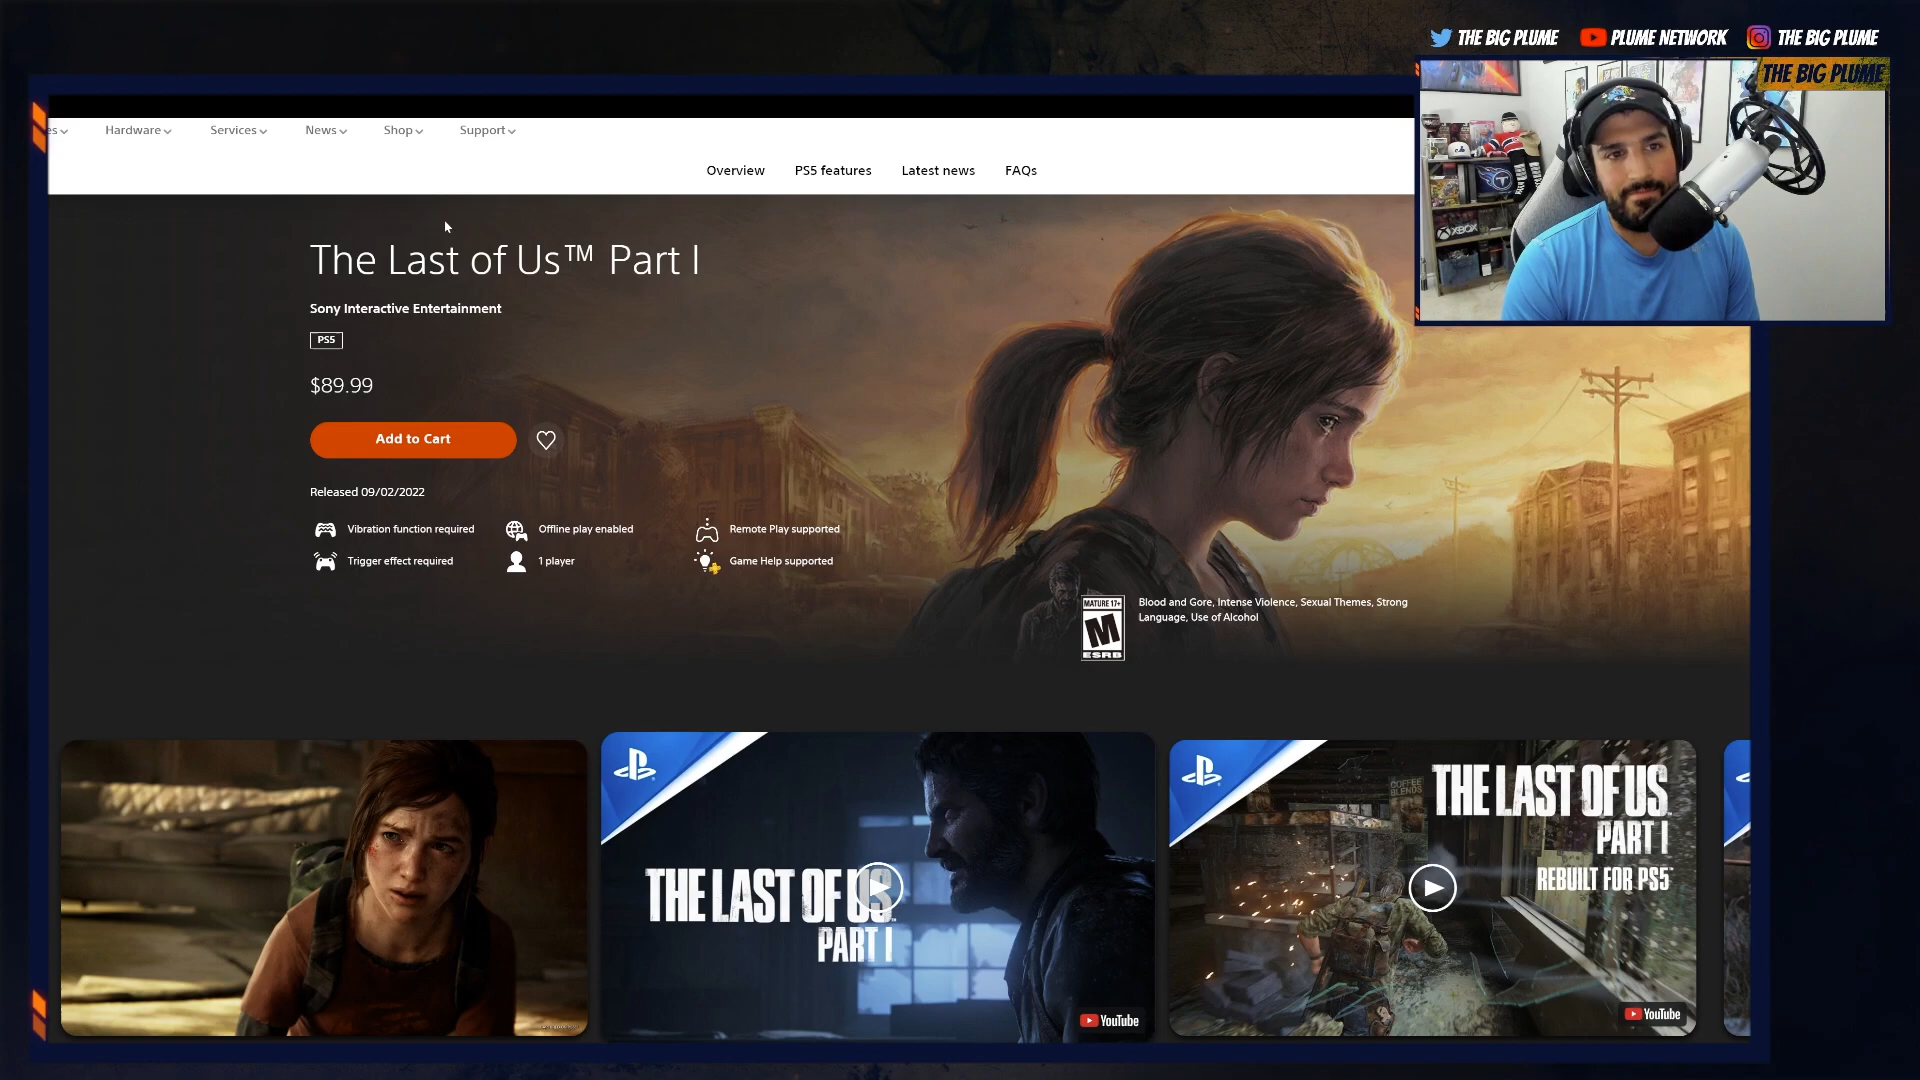 THE BIG PLUME
PLUME NETWORK
THE BIG PLUME
THE BIG PLUME
XBOX
es
Hardware
Services
News
Shop
Support
Overview
PS5 features
Latest news
FAQs
The Last of Us™ Part I
Sony Interactive Entertainment
PS5
$89.99
Add to Cart
Released 09/02/2022
Vibration function required
Offline play enabled
Remote Play supported
Trigger effect required
1 player
Game Help supported
MATURE 17+
M
ESRB
Blood and Gore, Intense Violence, Sexual Themes, Strong
Language, Use of Alcohol
THE LAST OF US
PART I
YouTube
COFFEE
BLENDS
THE LAST OF US
PART I
REBUILT FOR PS5
YouTube